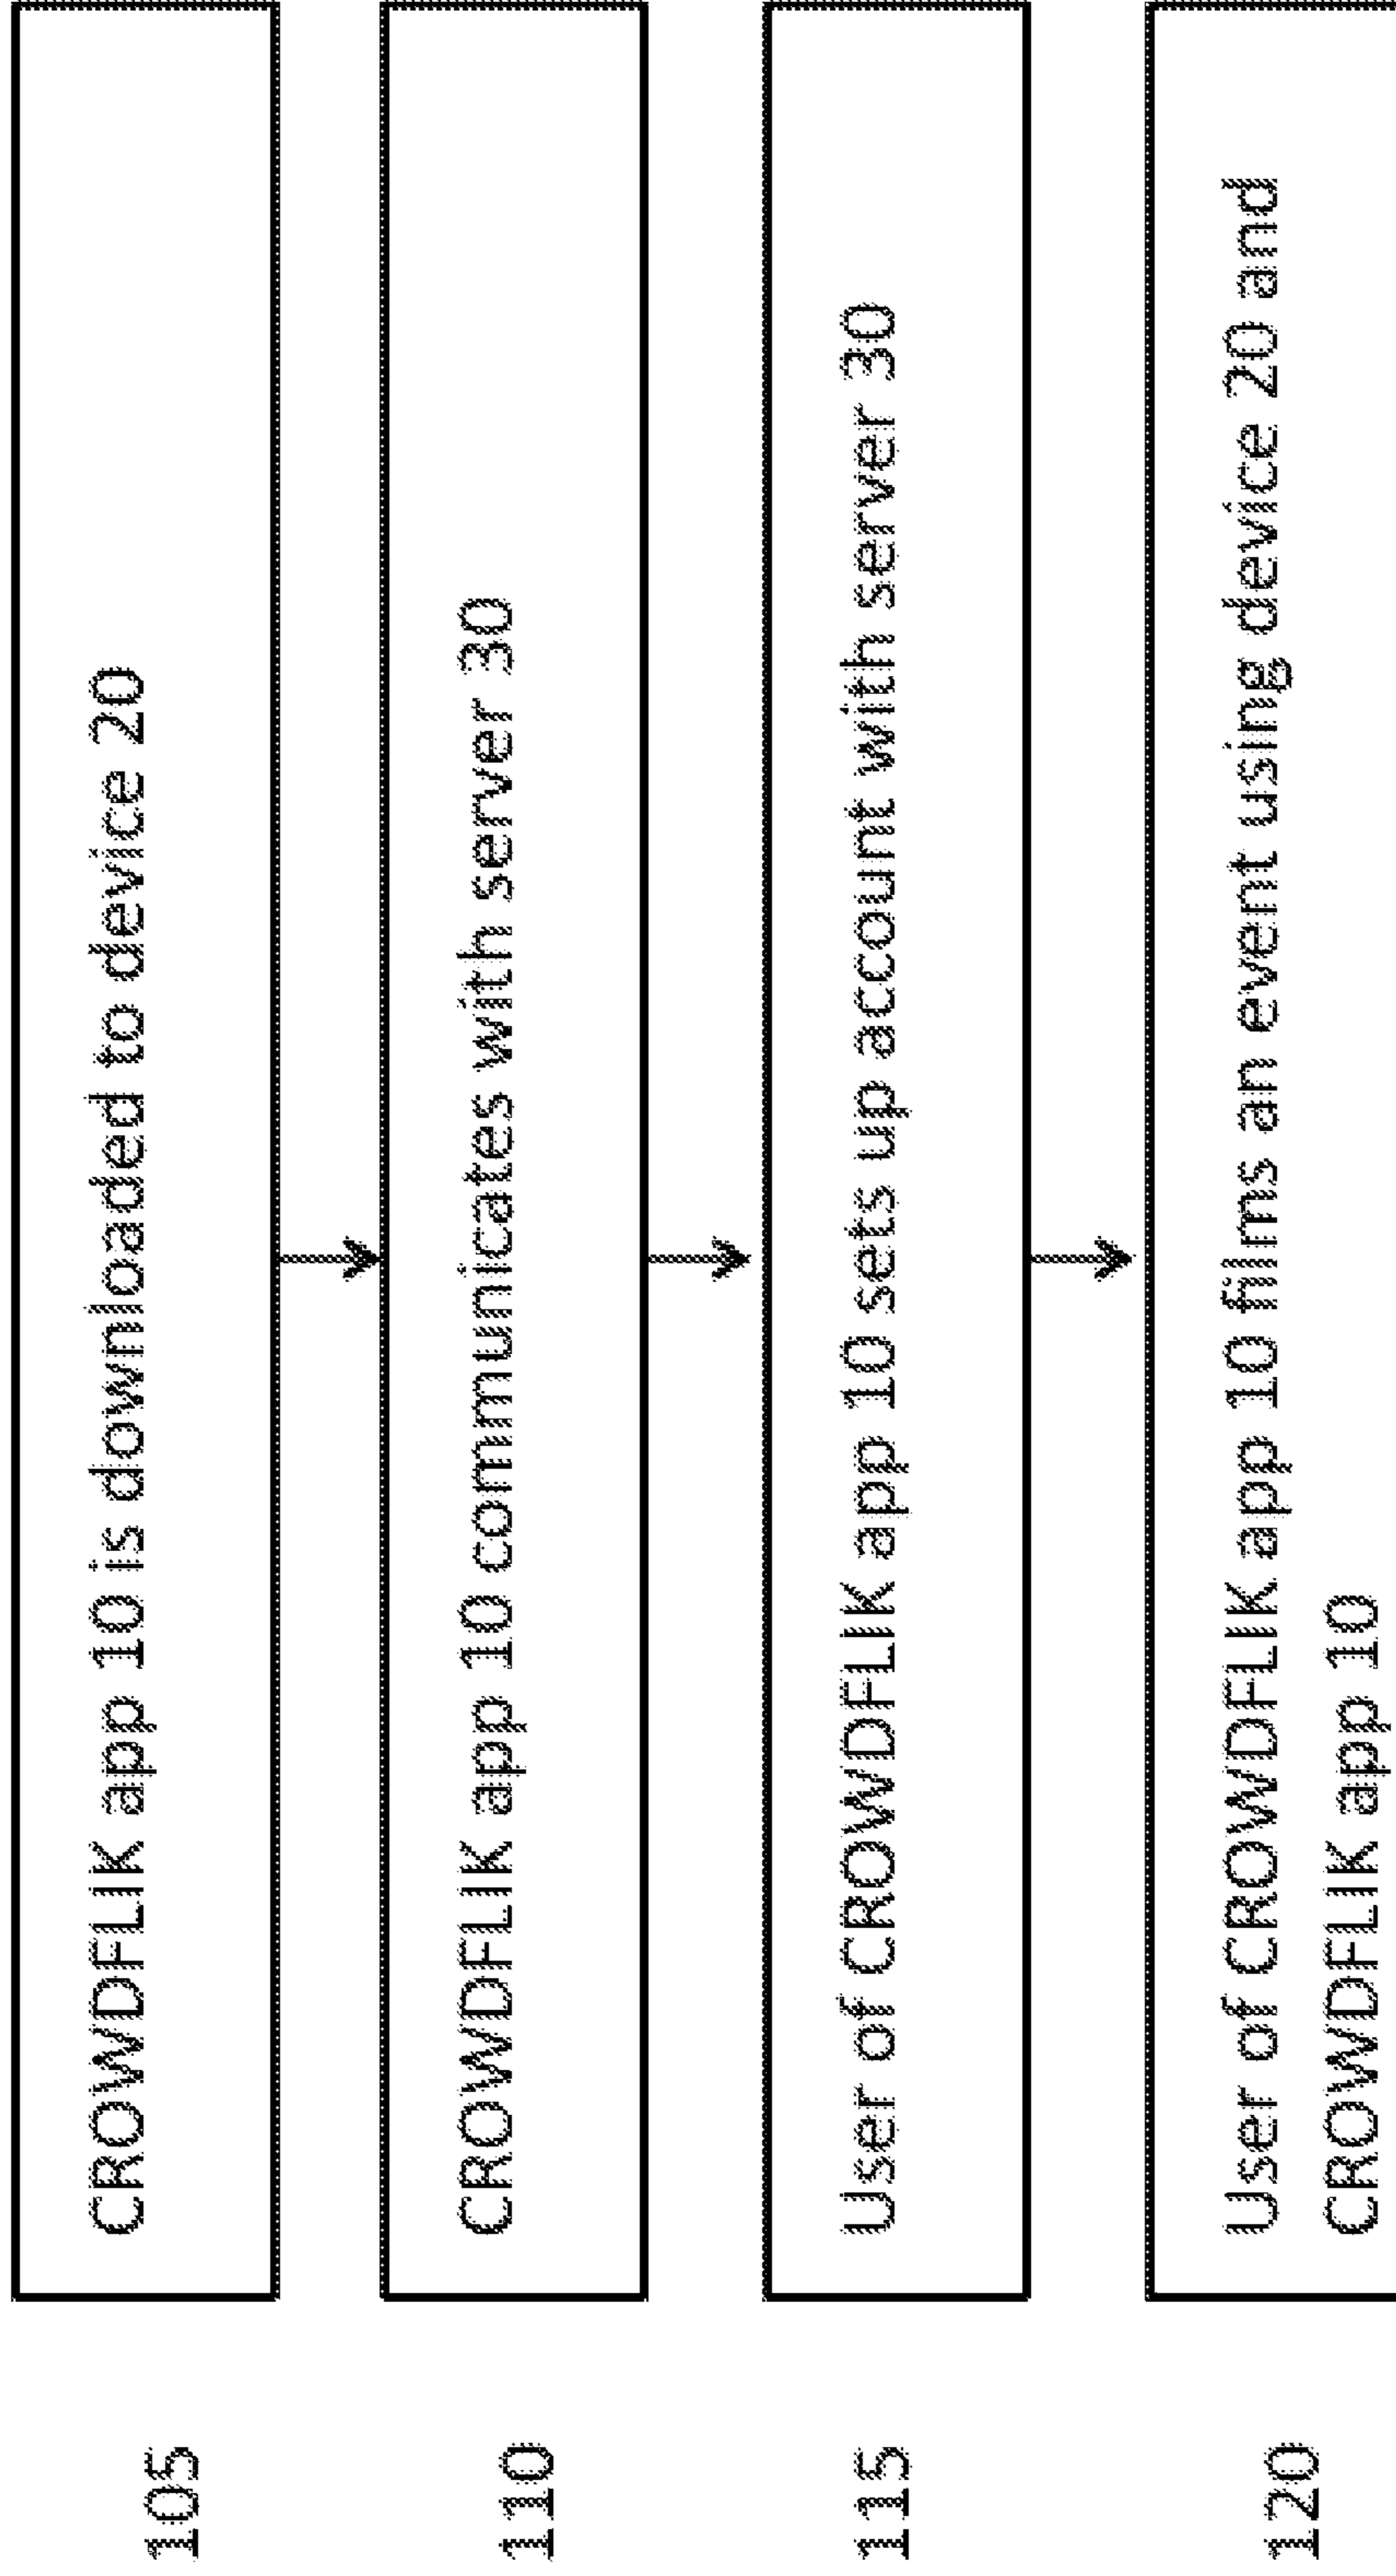 105
CROWDFLIK app 10 is downloaded to device 20
110
CROWDFLIK app 10 communicates with server 30
115
User of CROWDFLIK app 10 sets up account with server 30
120
User of CROWDFLIK app 10 films an event using device 20 and
CROWDFLIK app 10